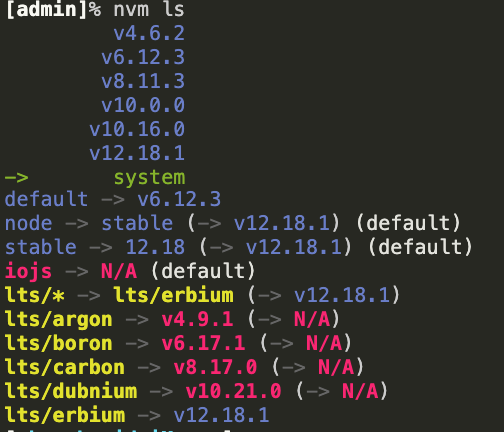 [admin]% nvm ls
v4.6.2
v6.12.3
v8.11.3
v10.0.0
v10.16.0
v12.18.1
-> system
default -> v6.12.3
node -> stable (-> v12.18.1) (default)
stable -> 12.18 (-> v12.18.1) (default)
iojs -> N/A (default)
lts/* -> lts/erbium (-> v12.18.1)
lts/argon -> v4.9.1 (-> N/A)
lts/boron -> v6.17.1 (-> N/A)
lts/carbon -> v8.17.0 (-> N/A)
lts/dubnium -> v10.21.0 (-> N/A)
lts/erbium -> v12.18.1